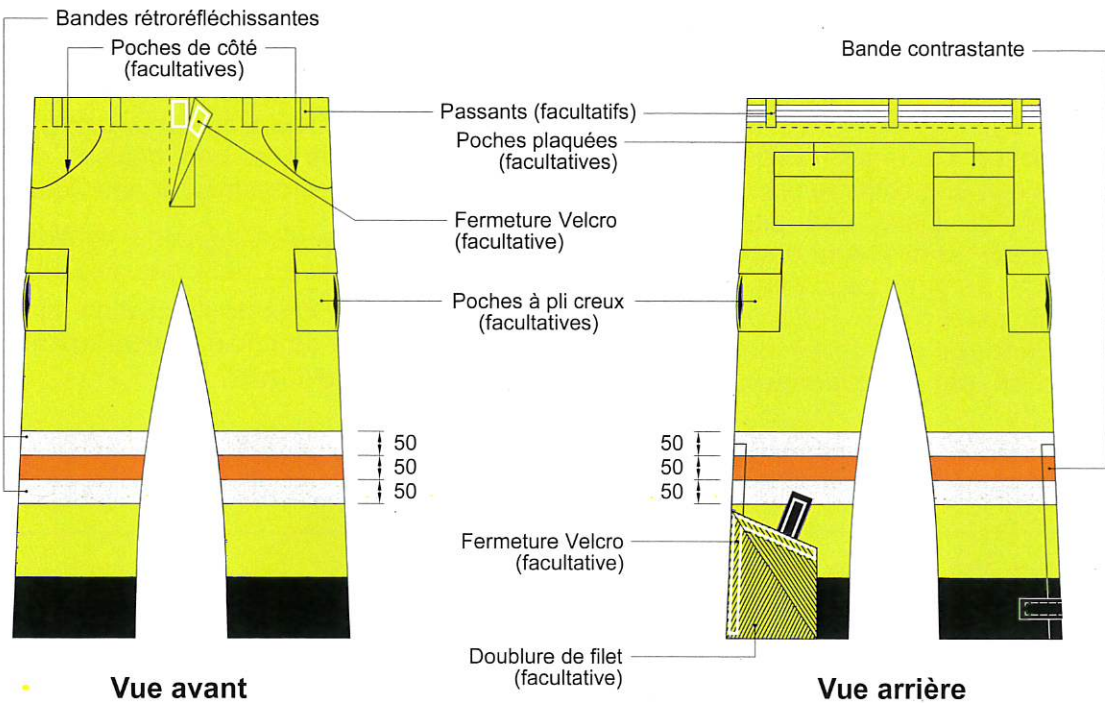 Bandes rétroréfléchissantes
Poches de côté
(facultatives)
Bande contrastante
Passants (facultatifs)
Poches plaquées
(facultatives)
Fermeture Velcro
(facultative)
Poches à pli creux
(facultatives)
50
50
50
50
50
50
Fermeture Velcro
(facultative)
Doublure de filet
(facultative)
Vue avant
Vue arrière